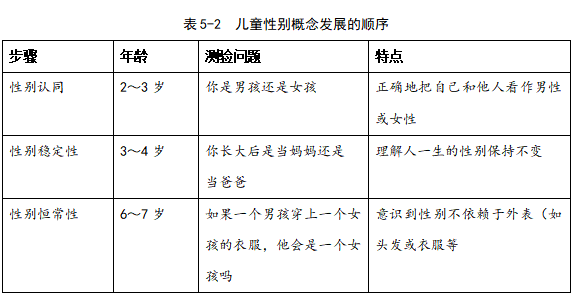 表 5-2 儿童性别概念发展的顺序
步骤 年龄 测验问题 特点
性别认同 2～3 岁 你是男孩还是女孩 正确地把自己和他人看作男性
或女性
性别稳定性 3～4 岁 你长大后是当妈妈还是 理解人一生的性别保持不变
当爸爸
性别恒常性 6～7 岁 如果一个男孩穿上一个女 意识到性别不依赖于外表（如
孩的衣服，他会是一个女 头发或衣服等
孩吗